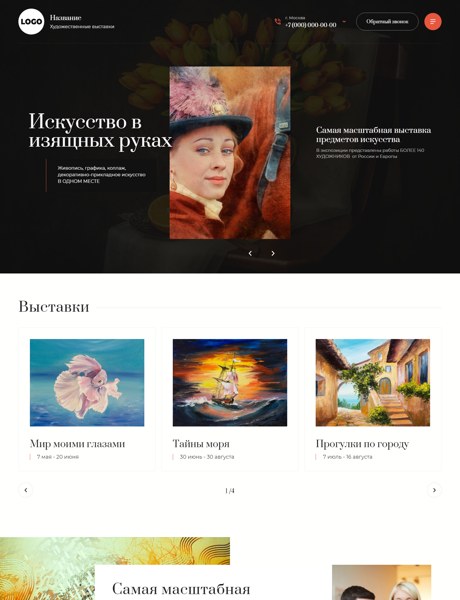 LOGO
Название
Художественные выставки
г. Москва
+7 (000) 000-00-00
Обратный звонок
Искусство в
изящных руках
Живопись, графика, коллаж,
декоративно-прикладное искусство
В ОДНОМ МЕСТЕ
Самая масштабная выставка
предметов искусства
В экспозиции представлены работы БОЛЕЕ 140
ХУДОЖНИКОВ от России и Европы
Выставки
Мир моими глазами
7 мая - 20 июня
Тайны моря
30 июнь - 30 августа
Прогулки по городу
7 июль - 16 августа
1 /4
Самая масштабная